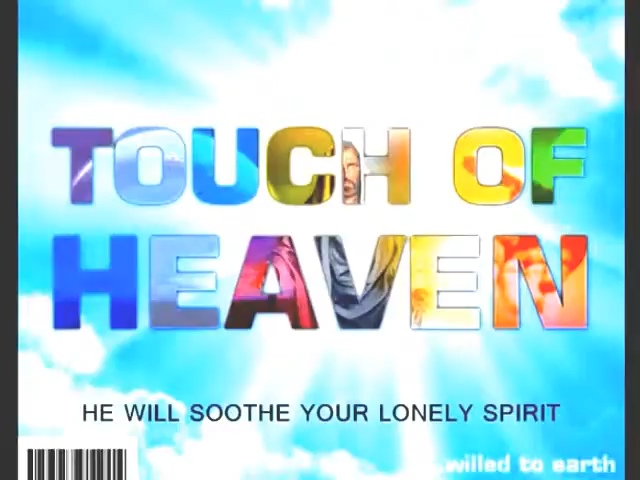 TOUCH OF
HEAVEN
HE WILL SOOTHE YOUR LONELY SPIRIT
willed to earth